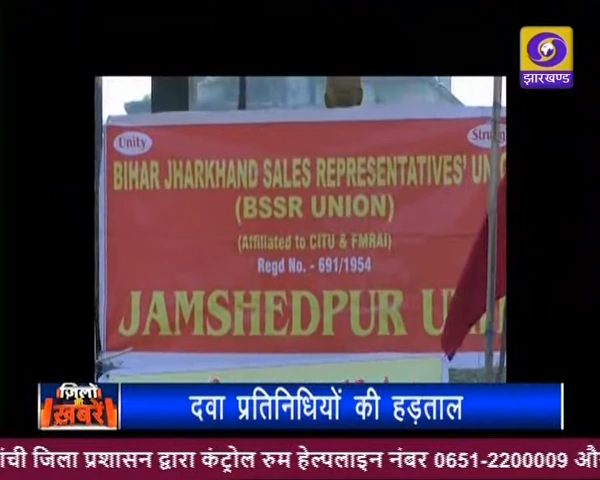 झारखण्ड
Unity
BIHAR JHARKHAND SALES REPRESENTATIVES'
(BSSR UNION)
(Affiliated to CITU & FMRAI)
Regd No. - 691/1954
JAMSHEDPUR
ज़िलों की
ख़बरें
दवा प्रतिनिधियों की हड़ताल
जिला प्रशासन द्वारा कंट्रोल रुम हेल्पलाइन नंबर 0651-2200009